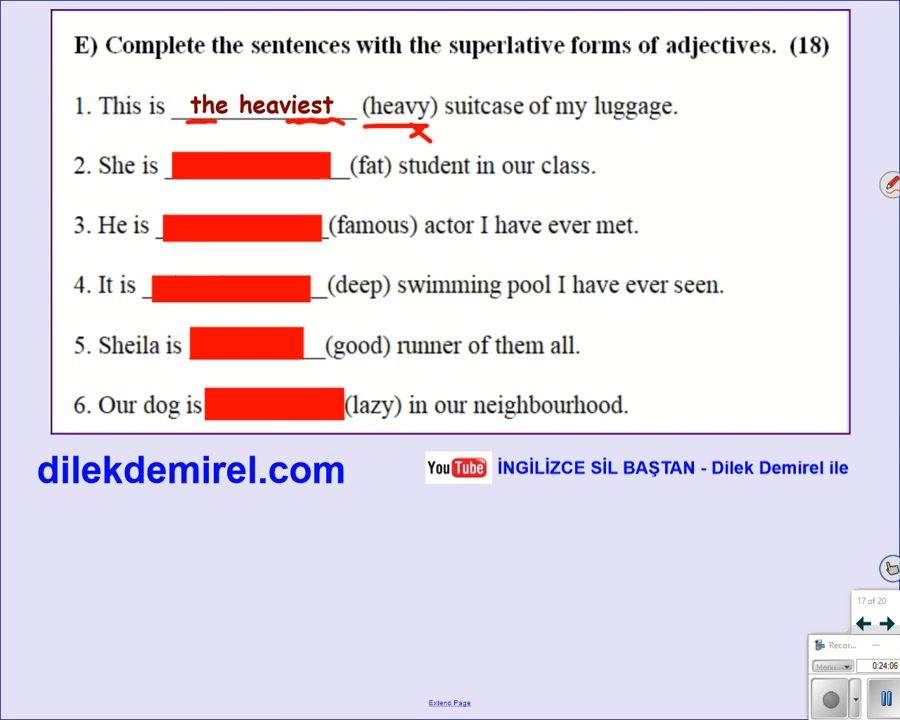 E) Complete the sentences with the superlative forms of adjectives. (18)
1. This is the heaviest (heavy) suitcase of my luggage.
2. She is (fat) student in our class.
3. He is (famous) actor I have ever met.
4. It is (deep) swimming pool I have ever seen.
5. Sheila is (good) runner of them all.
6. Our dog is (lazy) in our neighbourhood.
dilekdemirel.com
YouTube İNGİLİZCE SİL BAŞTAN - Dilek Demirel ile
17 of 20
Recor...
Menu
0:24:06
Extend Page